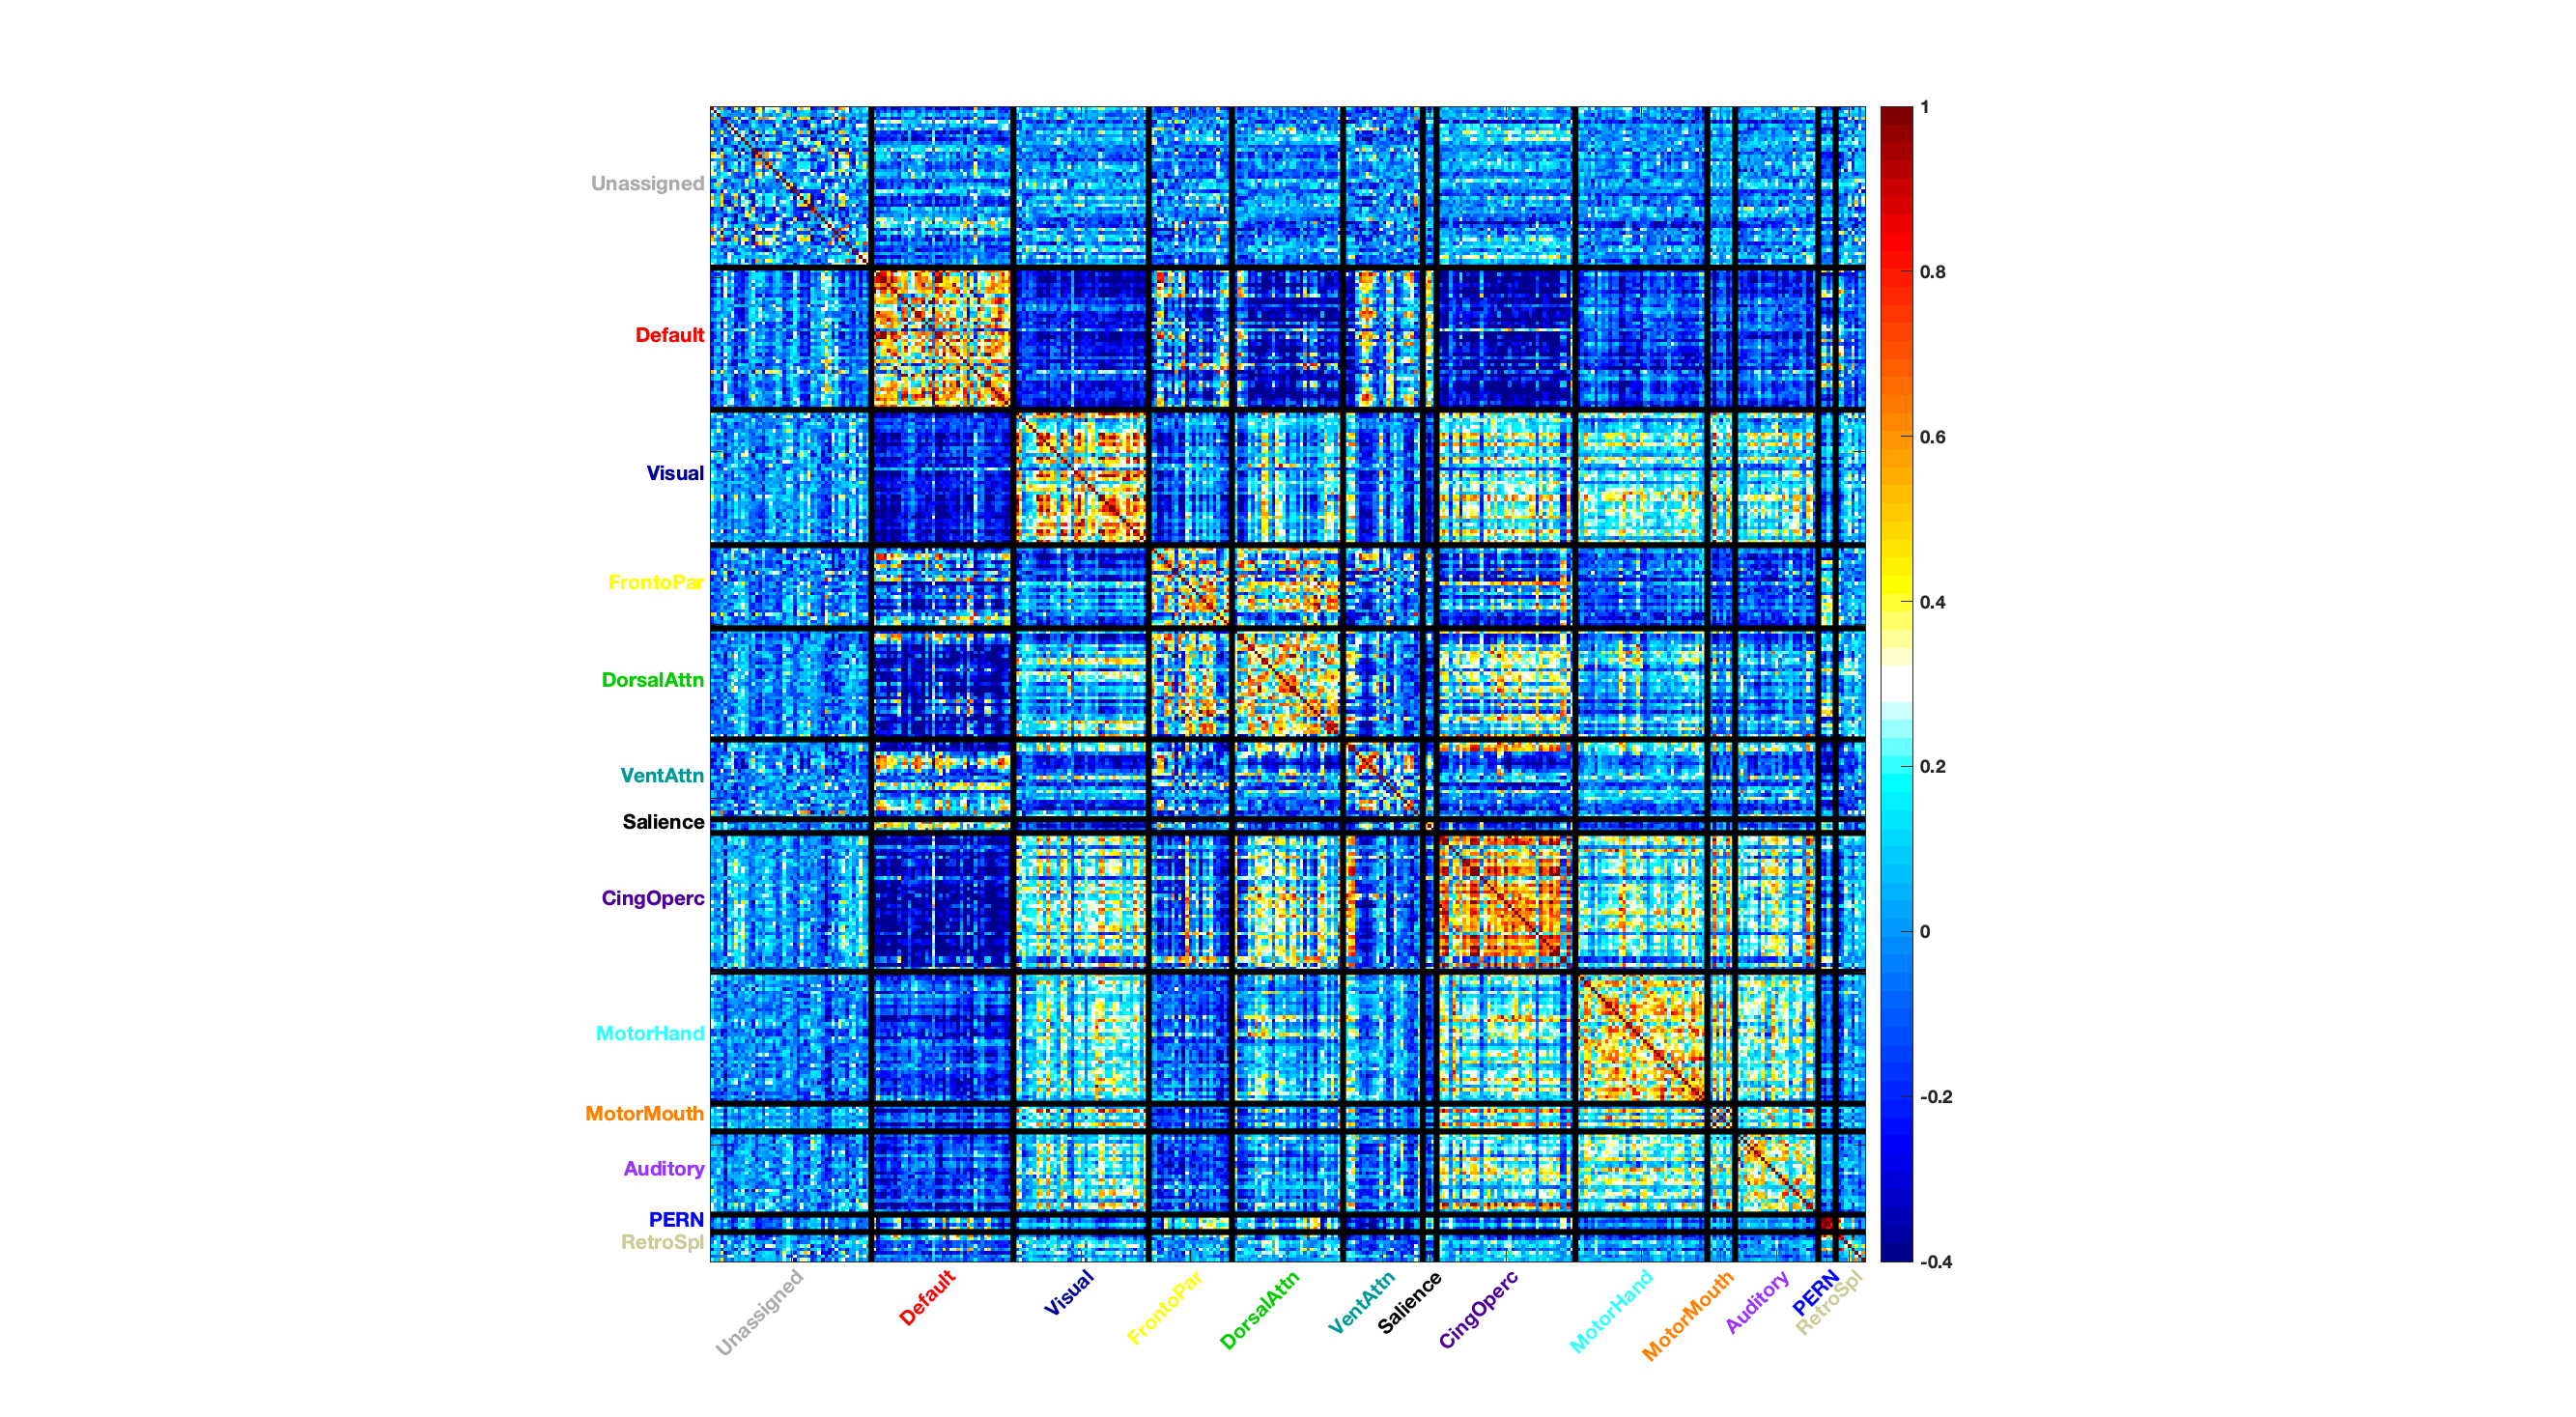 Unassigned
Default
Visual
FrontoPar
DorsalAttn
VentAttn
Salience
CingOperc
MotorHand
MotorMouth
Auditory
PERN
RetroSpl
Unassigned
Default
Visual
FrontoPar
DorsalAttn
VentAttn
Salience
CingOperc
MotorHand
MotorMouth
Auditory
PERN
RetroSpl
1
0.8
0.6
0.4
0.2
0
-0.2
-0.4